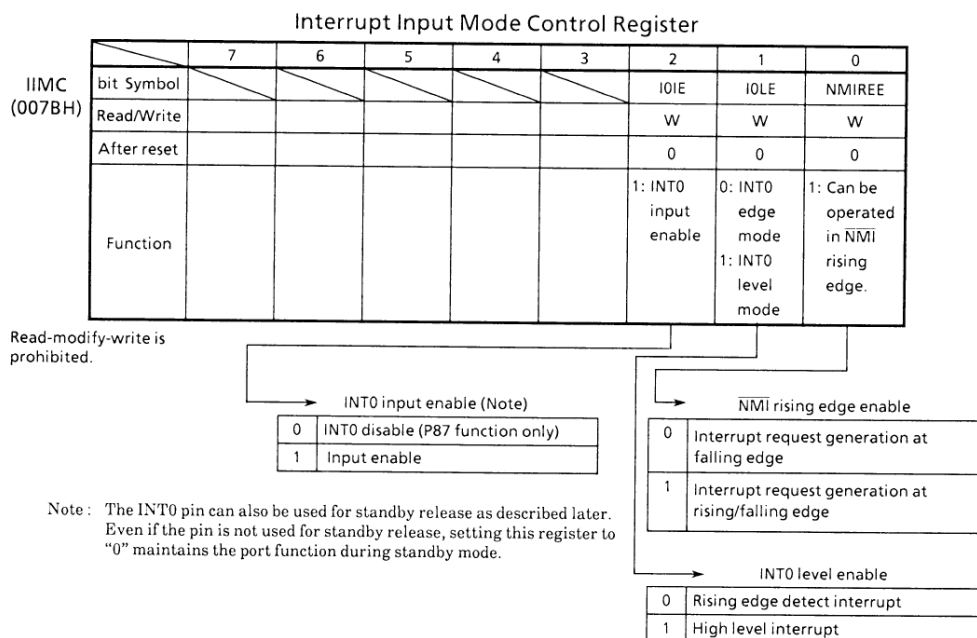 Interrupt Input Mode Control Register
7 6 5 4 3 2 1 0
IIMC
(007BH)
bit Symbol I0IE I0LE NMIREE
Read/Write W W W
After reset 0 0 0
Function
1: INT0
input
enable
0: INT0
edge
mode
1: INT0
level
mode
1: Can be
operated
in NMI
rising
edge.
Read-modify-write is
prohibited.
INT0 input enable (Note)
0 INT0 disable (P87 function only)
1 Input enable
NMI rising edge enable
0 Interrupt request generation at
falling edge
1 Interrupt request generation at
rising/falling edge
Note : The INT0 pin can also be used for standby release as described later.
Even if the pin is not used for standby release, setting this register to
"0" maintains the port function during standby mode.
INT0 level enable
0 Rising edge detect interrupt
1 High level interrupt